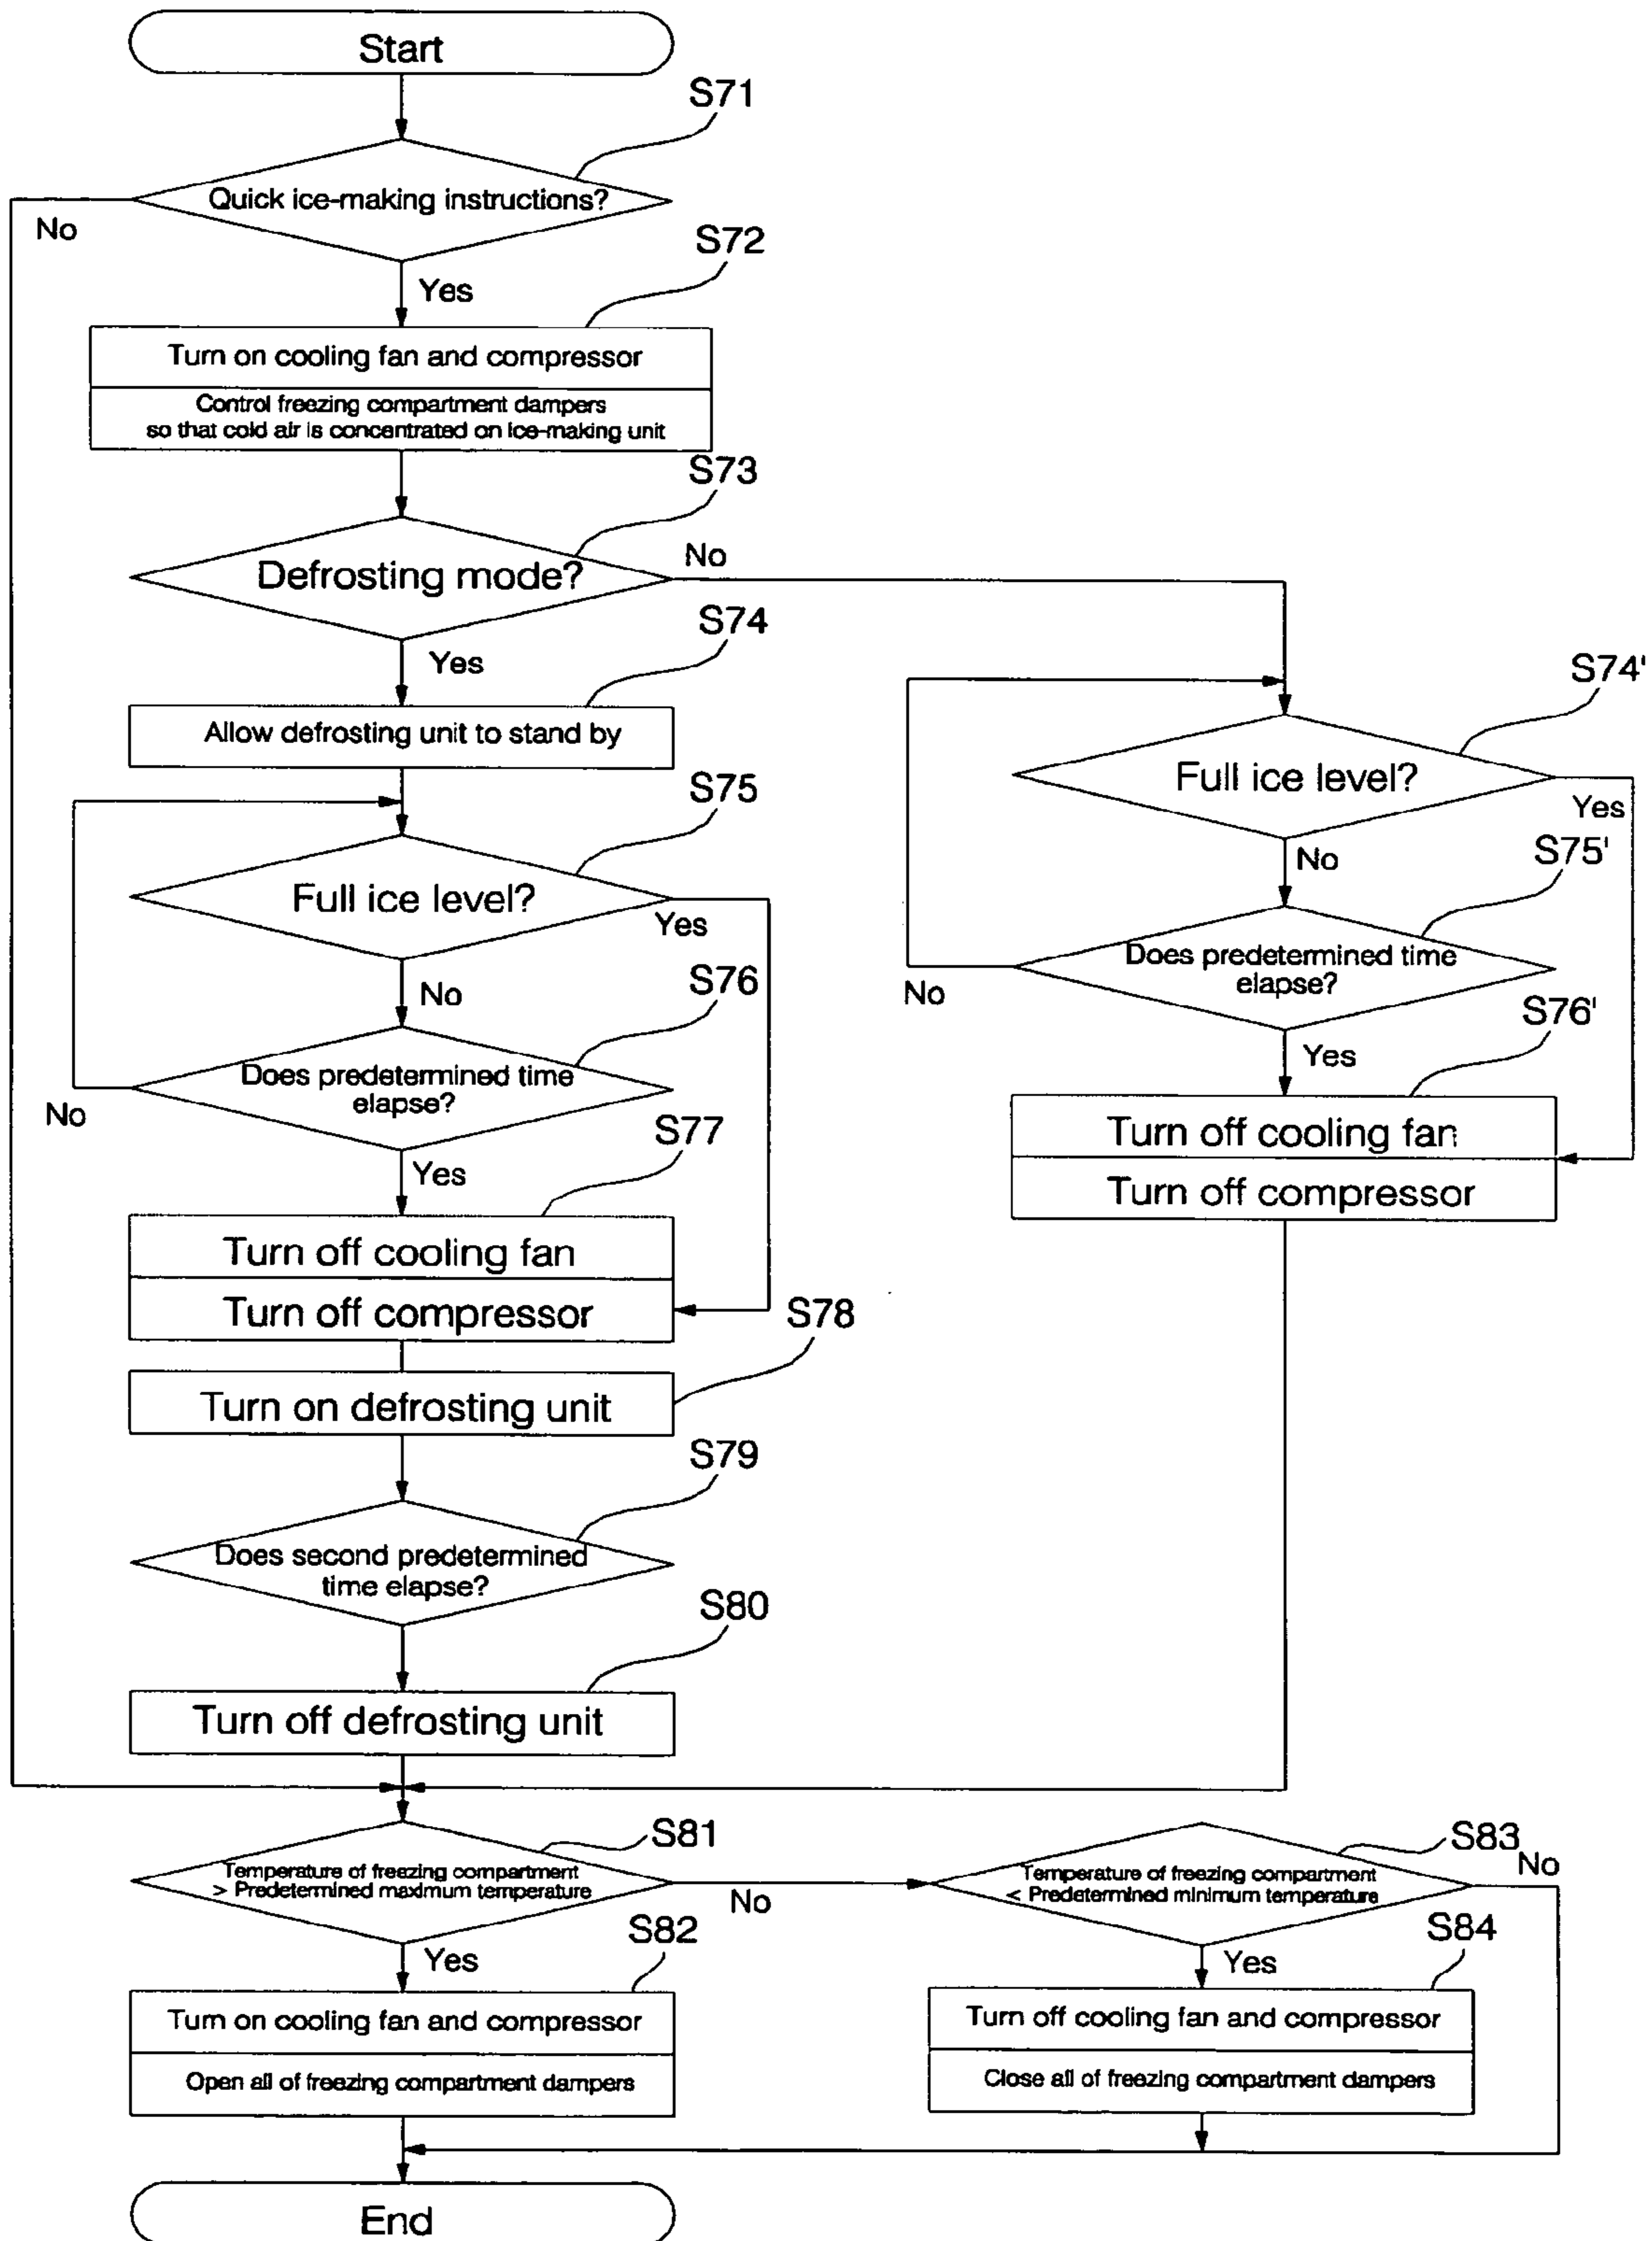 Start
S71
Quick ice-making instructions?
No
S72
Yes
Turn on cooling fan and compressor
Control freezing compartment dampers
so that cold air is concentrated on ice-making unit
S73
Defrosting mode?
No
S74
Yes
Allow defrosting unit to stand by
S74'
Full ice level?
Yes
S75
Full ice level?
Yes
No
S75'
Does predetermined time
elapse?
No
S76
No
Does predetermined time
elapse?
No
S76'
Yes
Turn off cooling fan
Turn off compressor
S77
Yes
Turn off cooling fan
Turn off compressor
S78
Turn on defrosting unit
S79
Does second predetermined
time elapse?
S80
Turn off defrosting unit
S81
Temperature of freezing compartment
> Predetermined maximum temperature
No
S83
No
Temperature of freezing compartment
< Predetermined minimum temperature
S82
Yes
Turn on cooling fan and compressor
Open all of freezing compartment dampers
S84
Yes
Turn off cooling fan and compressor
Close all of freezing compartment dampers
End